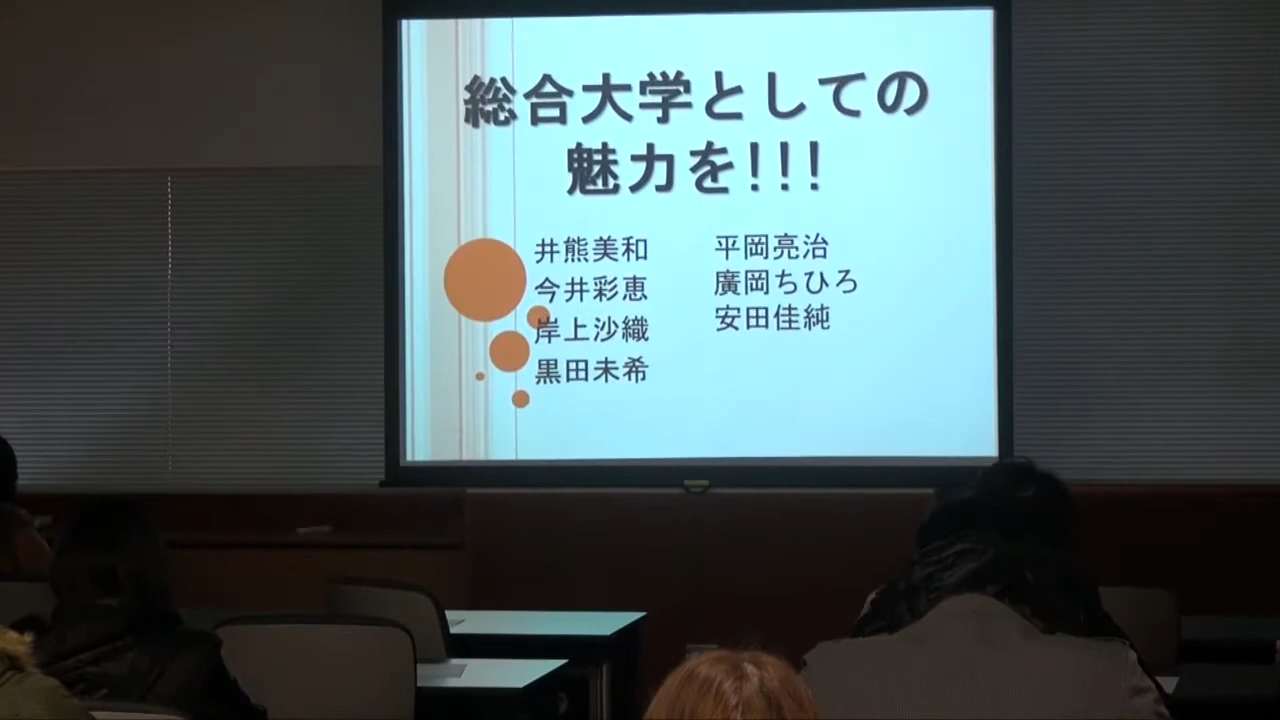 総合大学としての
魅力を!!!
井熊美和
今井彩恵
岸上沙織
黒田未希
平岡亮治
廣岡ちひろ
安田佳純